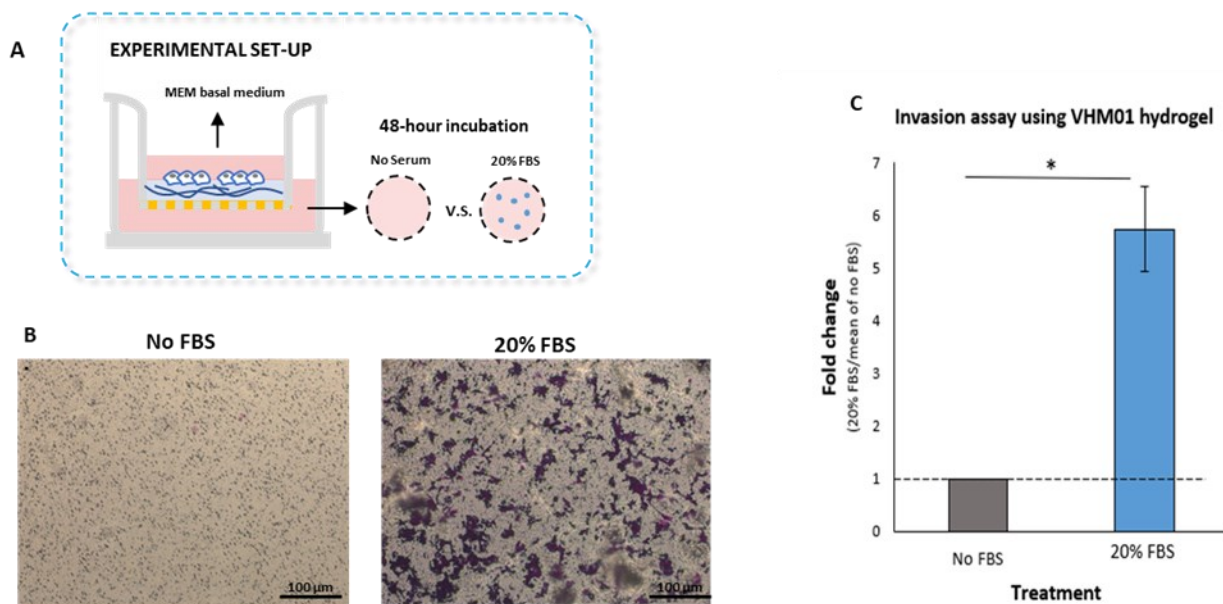 A
EXPERIMENTAL SET-UP
MEM basal medium
48-hour incubation
No Serum
20% FBS
V.S.
B
No FBS
20% FBS
100 µm
100 µm
C
Invasion assay using VHM01 hydrogel
*
7
6
5
4
3
2
1
0
Fold change
(20% FBS/mean of no FBS)
No FBS
20% FBS
Treatment